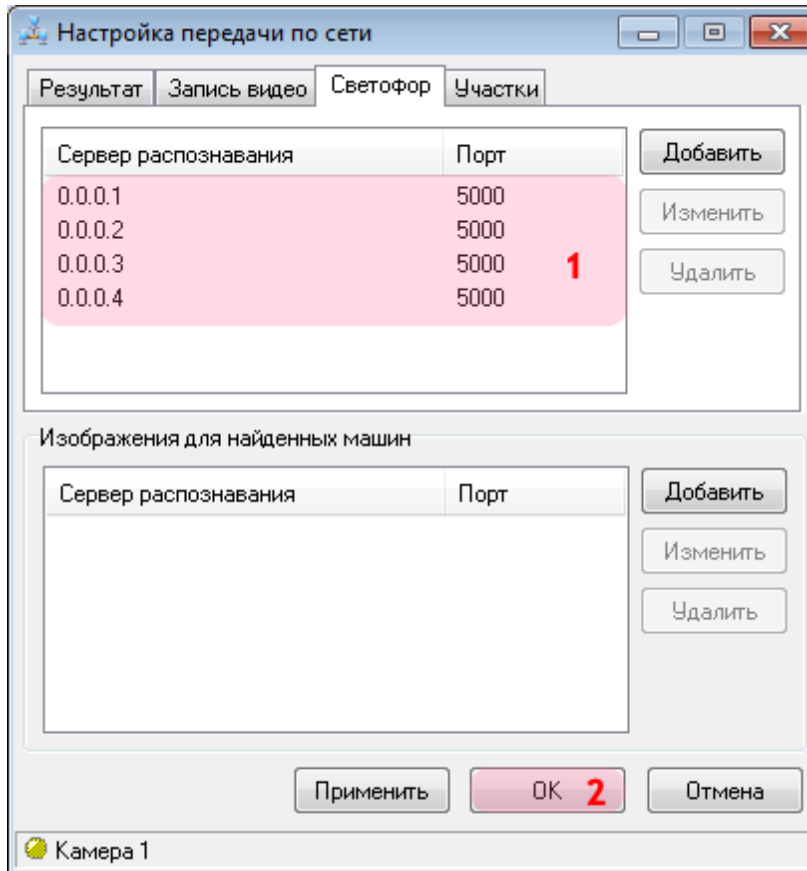 Настройка передачи по сети
Результат Запись видео Светофор Участки
Сервер распознавания Порт Добавить
0.0.0.1 5000
Изменить
0.0.0.2 5000
0.0.0.3 5000 1 Удалить
0.0.0.4 5000
Изображения для найденных машин
Сервер распознавания Порт Добавить
Изменить
Удалить
Применить OK 2 Отмена
Камера 1